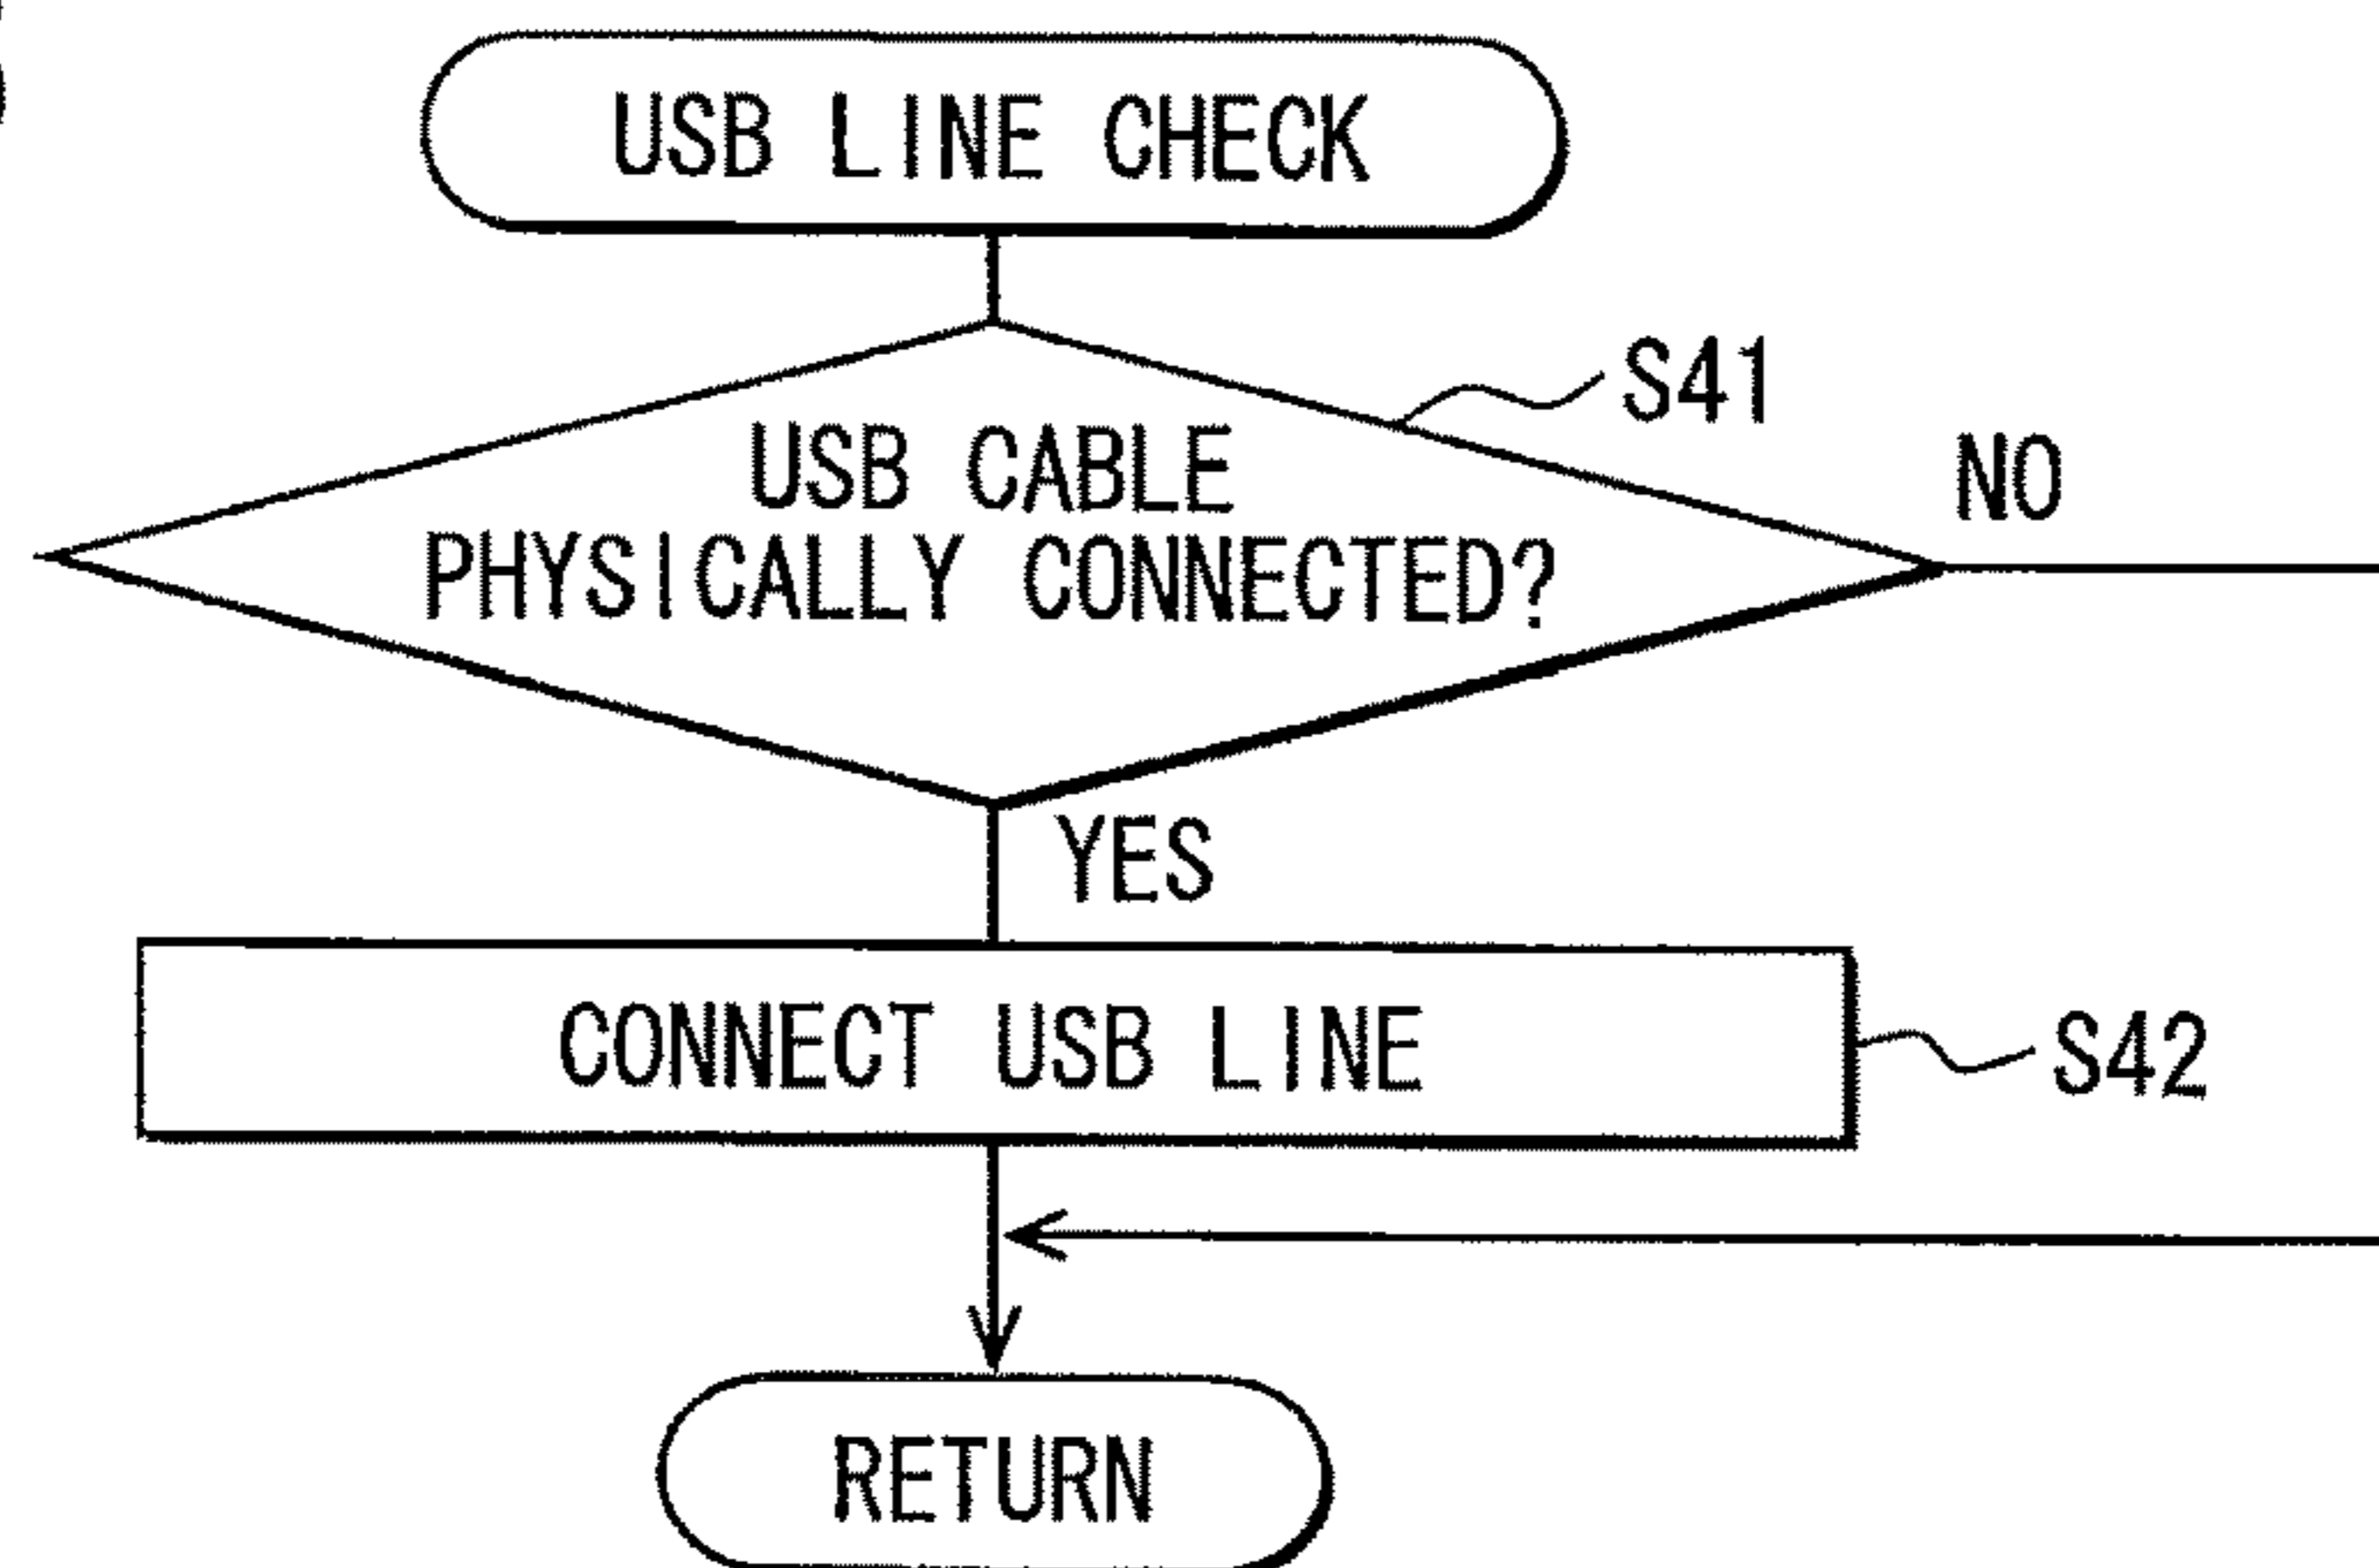 USB LINE CHECK
S41
USB CABLE
NO
PHYSICALLY CONNECTED?
YES
CONNECT USB LINE
S42
RETURN